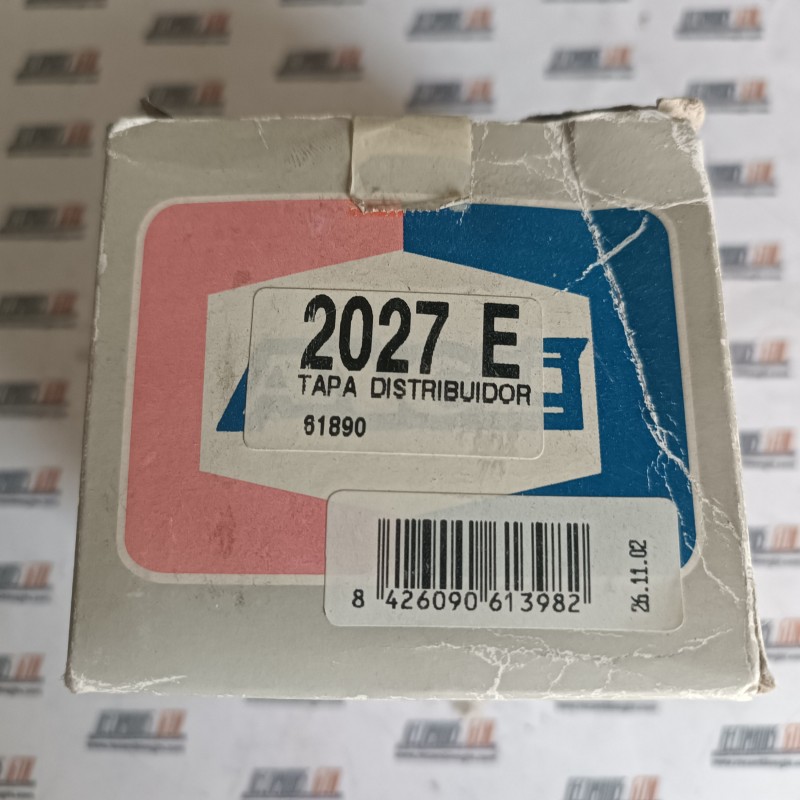 2027 E
TAPA DISTRIBUIDOR
61890
8 426090 613982
26.11.02